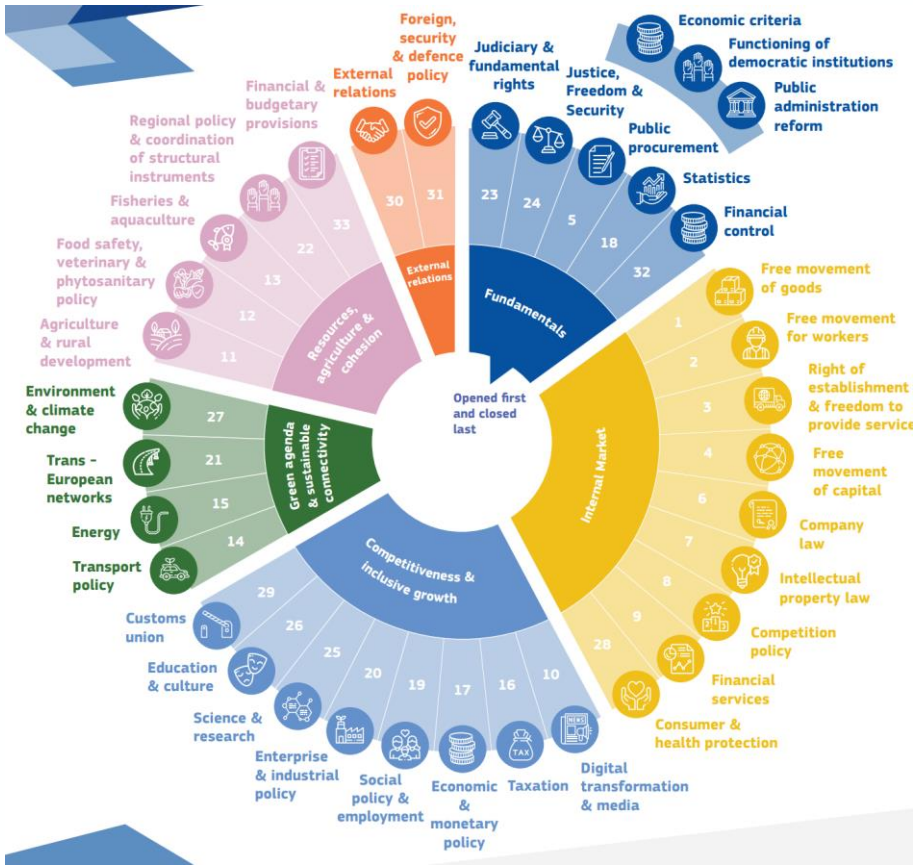 Economic criteria
Functioning of
democratic institutions
Public
administration
reform
Judiciary &
fundamental
rights
Justice,
Freedom &
Security
Public
procurement
Statistics
Financial
control
23
24
5
18
32
Fundamentals
Opened first
and closed
last
Free movement
of goods
Free movement
for workers
Right of
establishment
& freedom to
provide service
Free
movement
of capital
Company
law
Intellectual
property law
Competition
policy
Financial
services
Consumer &
health protection
1
2
3
4
6
7
8
9
28
Internal Market
Digital
transformation
& media
Taxation
Economic
&
monetary
policy
Social
policy &
employment
Enterprise
& industrial
policy
Science &
research
Education
& culture
Customs
union
10
16
17
19
20
25
26
29
Competitiveness &
inclusive growth
NEWS
TAX
Transport policy
Energy
Trans -
European
networks
Environment
& climate
change
14
15
21
27
Green agenda
& sustainable
connectivity
Agriculture
& rural
development
Food safety,
veterinary &
phytosanitary
policy
Fisheries &
aquaculture
Regional policy
& coordination
of structural
instruments
Financial &
budgetary
provisions
11
12
13
22
33
Resources,
agriculture &
cohesion
External
relations
Foreign,
security
& defence
policy
30
31
External
relations